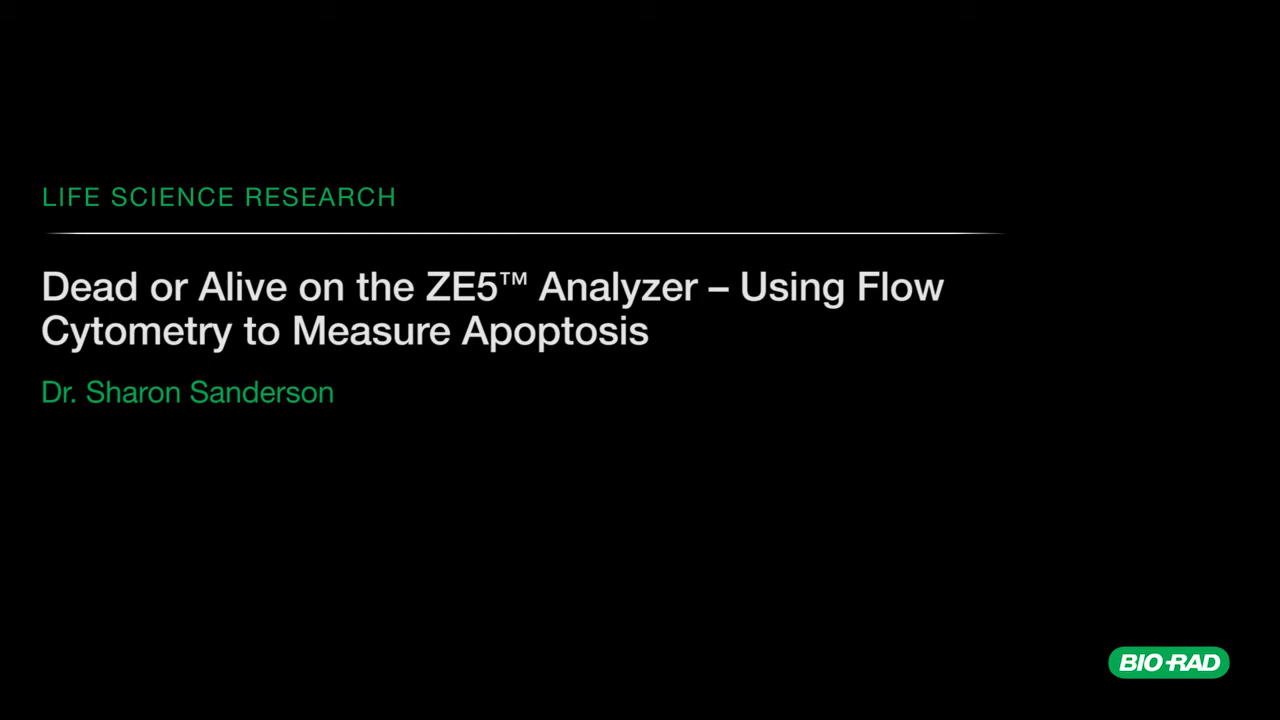 LIFE SCIENCE RESEARCH
Dead or Alive on the ZE5™ Analyzer – Using Flow
Cytometry to Measure Apoptosis
Dr. Sharon Sanderson
BIO-RAD